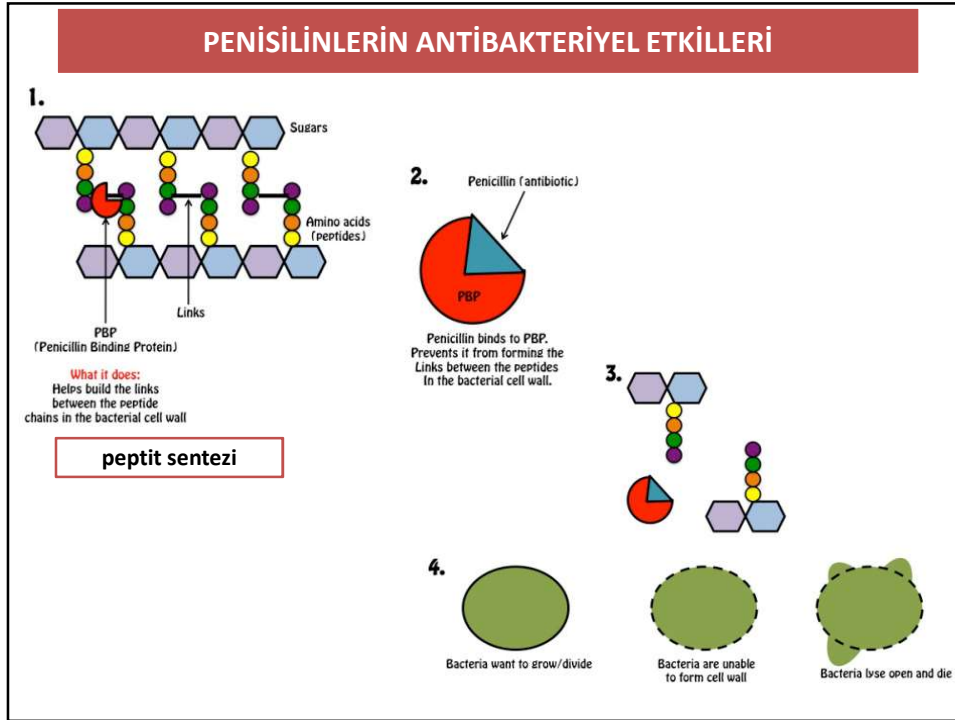 PENİSİLİNLERİN ANTİBAKTERİYEL ETKİLLERİ
1.
Sugars
Amino acids
(peptides)
Links
PBP
(Penicillin Binding Protein)
What it does:
Helps build the links
between the peptide
chains in the bacterial cell wall
peptit sentezi
2.
Penicillin (antibiotic)
PBP
Penicillin binds to PBP.
Prevents it from forming the
Links between the peptides
In the bacterial cell wall.
3.
4.
Bacteria want to grow/divide
Bacteria are unable
to form cell wall
Bacteria lyse open and die